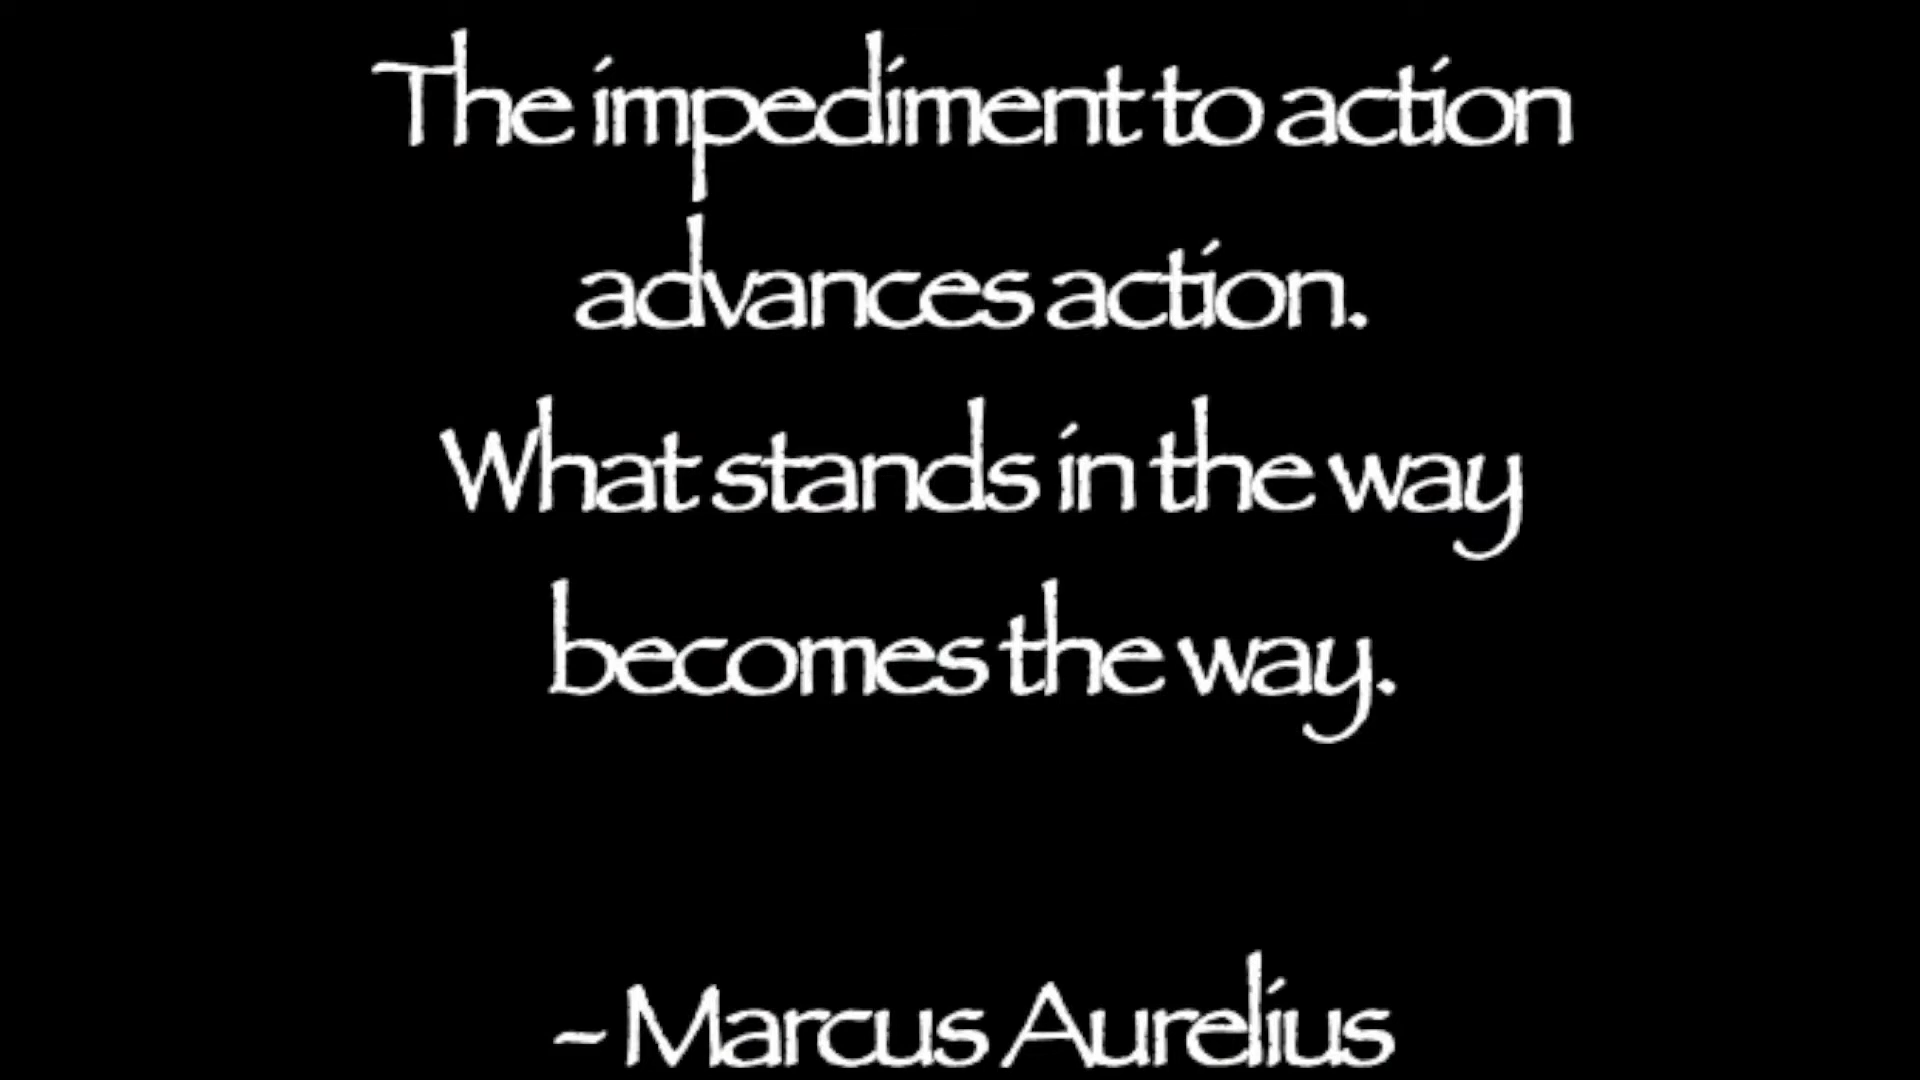 The impediment to action
advances action.
What stands in the way
becomes the way.
- Marcus Aurelius